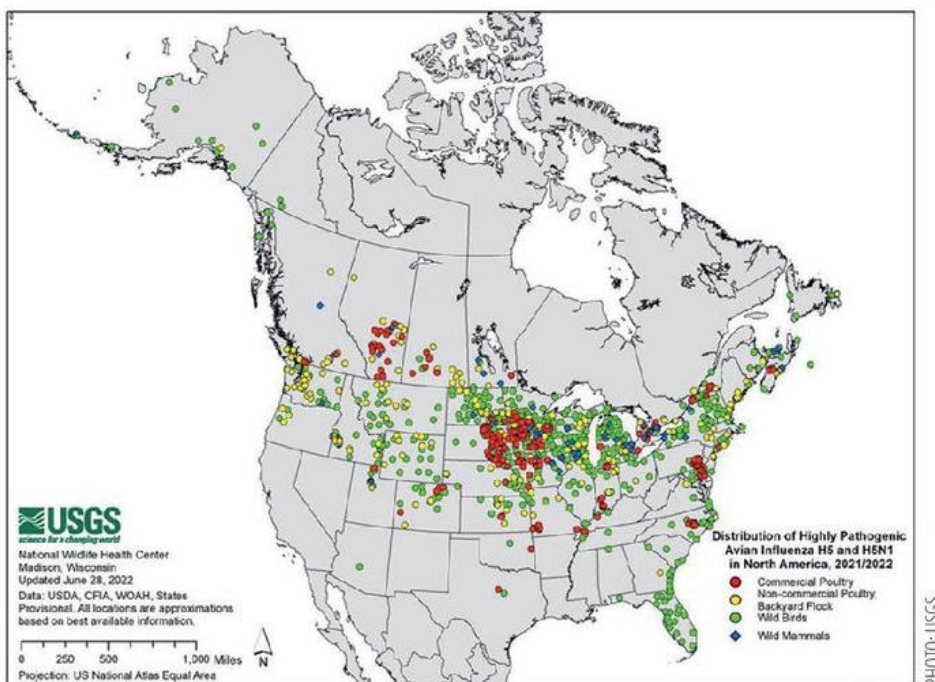 USGS
science for a changing world
National Wildlife Health Center
Madison, Wisconsin
Updated June 28, 2022
Data: USDA, CFIA, WOAH, States
Provisional. All locations are approximations
based on best available information.
0 250 500 1,000 Miles
N
Projection: US National Atlas Equal Area
Distribution of Highly Pathogenic
Avian Influenza H5 and H5N1
in North America, 2021/2022
Commercial Poultry
Non-commercial Poultry,
Backyard Flock
Wild Birds
Wild Mammals
PHOTO: USGS